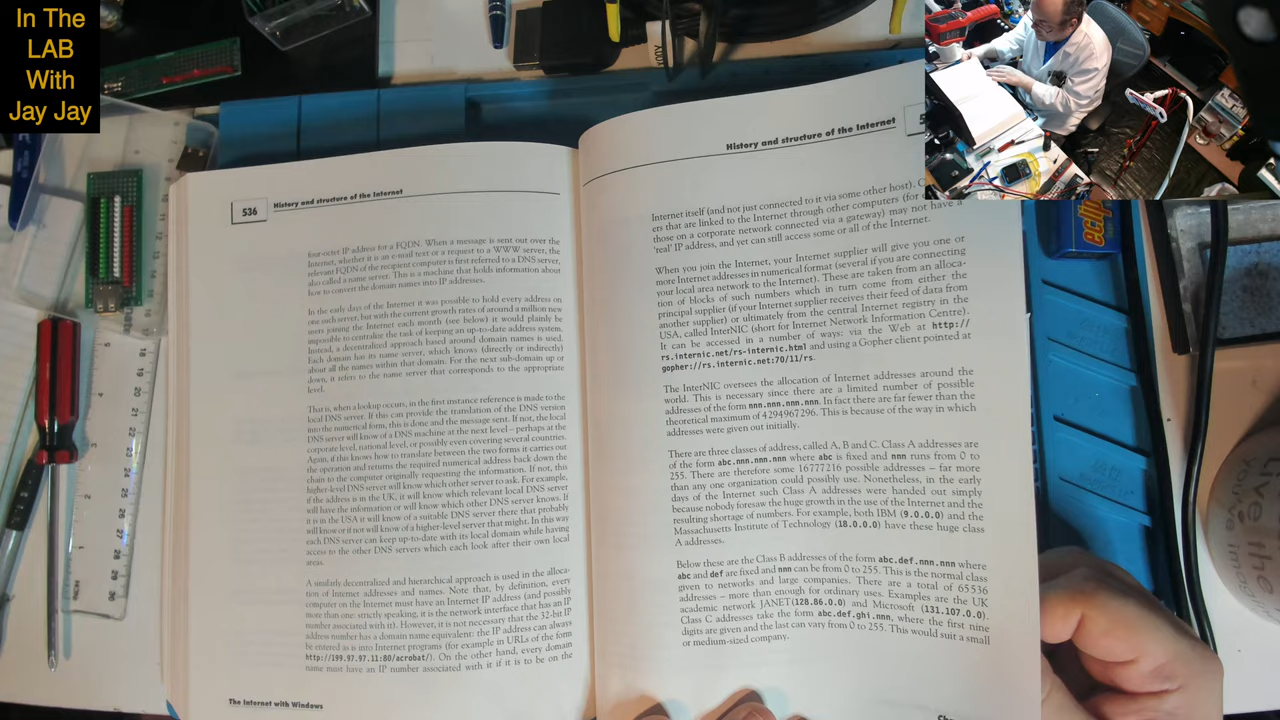 In The
LAB
With
Jay Jay
536
History and structure of the Internet
four-octet IP address for a FQDN. When a message is sent out over the
Internet, whether it is an e-mail text or a request to a WWW server, the
relevant FQDN of the recipient computer is first referred to a DNS server,
also called a name server. This is a machine that holds information about
how to convert the domain names into IP addresses.
In the early days of the Internet it was possible to hold every address on
one such server, but with the current growth rates of around a million new
users joining the Internet each month (see below) it would plainly be
impossible to centralize the task of keeping an up-to-date address system.
Instead, a decentralized approach based around domain names is used.
Each domain has its name server, which knows (directly or indirectly)
about all the names within that domain. For the next sub-domain up or
down, it refers to the name server that corresponds to the appropriate
level.
That is, when a lookup occurs, in the first instance reference is made to the
local DNS server. If this can provide the translation of the DNS version
into the numerical form, this is done and the message sent. If not, the local
DNS server will know of a DNS machine at the next level – perhaps at the
corporate level, national level, or possibly even covering several countries.
Again, if this knows how to translate between the two forms it carries out
the operation and returns the required numerical address back down the
chain to the computer originally requesting the information. If not, this
higher-level DNS server will know which other server to ask. For example,
if the address is in the UK, it will know which relevant local DNS server
will have the information or will know which other DNS server knows. If
it is in the USA it will know of a suitable DNS server there that probably
will know or if not will know of a higher-level server that might. In this way
each DNS server can keep up-to-date with its local domain while having
access to the other DNS servers which each look after their own local
areas.
A similarly decentralized and hierarchical approach is used in the alloca-
tion of Internet addresses and names. Note that, by definition, every
computer on the Internet must have an Internet IP address (and possibly
more than one: strictly speaking, it is the network interface that has an IP
number associated with it). However, it is not necessary that the 32-bit IP
address number has a domain name equivalent: the IP address can always
be entered as is into Internet programs (for example in URLs of the form
http://199.97.97.11:80/acrobat/). On the other hand, every domain
name must have an IP number associated with it if it is to be on the
The Internet with Windows
History and structure of the Internet
5
Internet itself (and not just connected to it via some other host). C
ers that are linked to the Internet through other computers (for
those on a corporate network connected via a gateway) may not have a
'real' IP address, and yet can still access some or all of the Internet.
When you join the Internet, your Internet supplier will give you one or
more Internet addresses in numerical format (several if you are connecting
your local area network to the Internet). These are taken from an alloca-
tion of blocks of such numbers which in turn come from either the
principal supplier (if your Internet supplier receives their feed of data from
another supplier) or ultimately from the central Internet registry in the
USA, called InterNIC (short for Internet Network Information Centre).
It can be accessed in a number of ways: via the Web at http://
rs.internic.net/rs-internic.html and using a Gopher client pointed at
gopher://rs.internic.net:70/11/rs.
The InterNIC oversees the allocation of Internet addresses around the
world. This is necessary since there are a limited number of possible
addresses of the form nnn.nnn.nnn.nnn. In fact there are far fewer than the
theoretical maximum of 4294967296. This is because of the way in which
addresses were given out initially.
There are three classes of address, called A, B and C. Class A addresses are
of the form abc.nnn.nnn.nnn where abc is fixed and nnn runs from 0 to
255. There are therefore some 16777216 possible addresses – far more
than any one organization could possibly use. Nonetheless, in the early
days of the Internet such Class A addresses were handed out simply
because nobody foresaw the huge growth in the use of the Internet and the
resulting shortage of numbers. For example, both IBM (9.0.0.0) and the
Massachusetts Institute of Technology (18.0.0.0) have these huge class
A addresses.
Below these are the Class B addresses of the form abc.def.nnn.nnn where
abc and def are fixed and nnn can be from 0 to 255. This is the normal class
given to networks and large companies. There are a total of 65536
addresses – more than enough for ordinary uses. Examples are the UK
academic network JANET(128.86.0.0) and Microsoft (131.107.0.0).
Class C addresses take the form abc.def.ghi.nnn, where the first nine
digits are given and the last can vary from 0 to 255. This would suit a small
or medium-sized company.